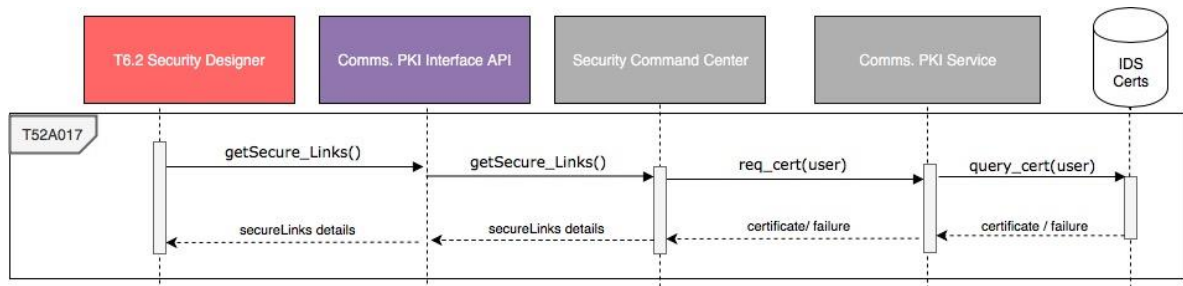 T6.2 Security Designer
Comms. PKI Interface API
Security Command Center
Comms. PKI Service
IDS
Certs
T52A017
getSecure_Links()
getSecure_Links()
req_cert(user)
query_cert(user)
secureLinks details
secureLinks details
certificate/ failure
certificate / failure